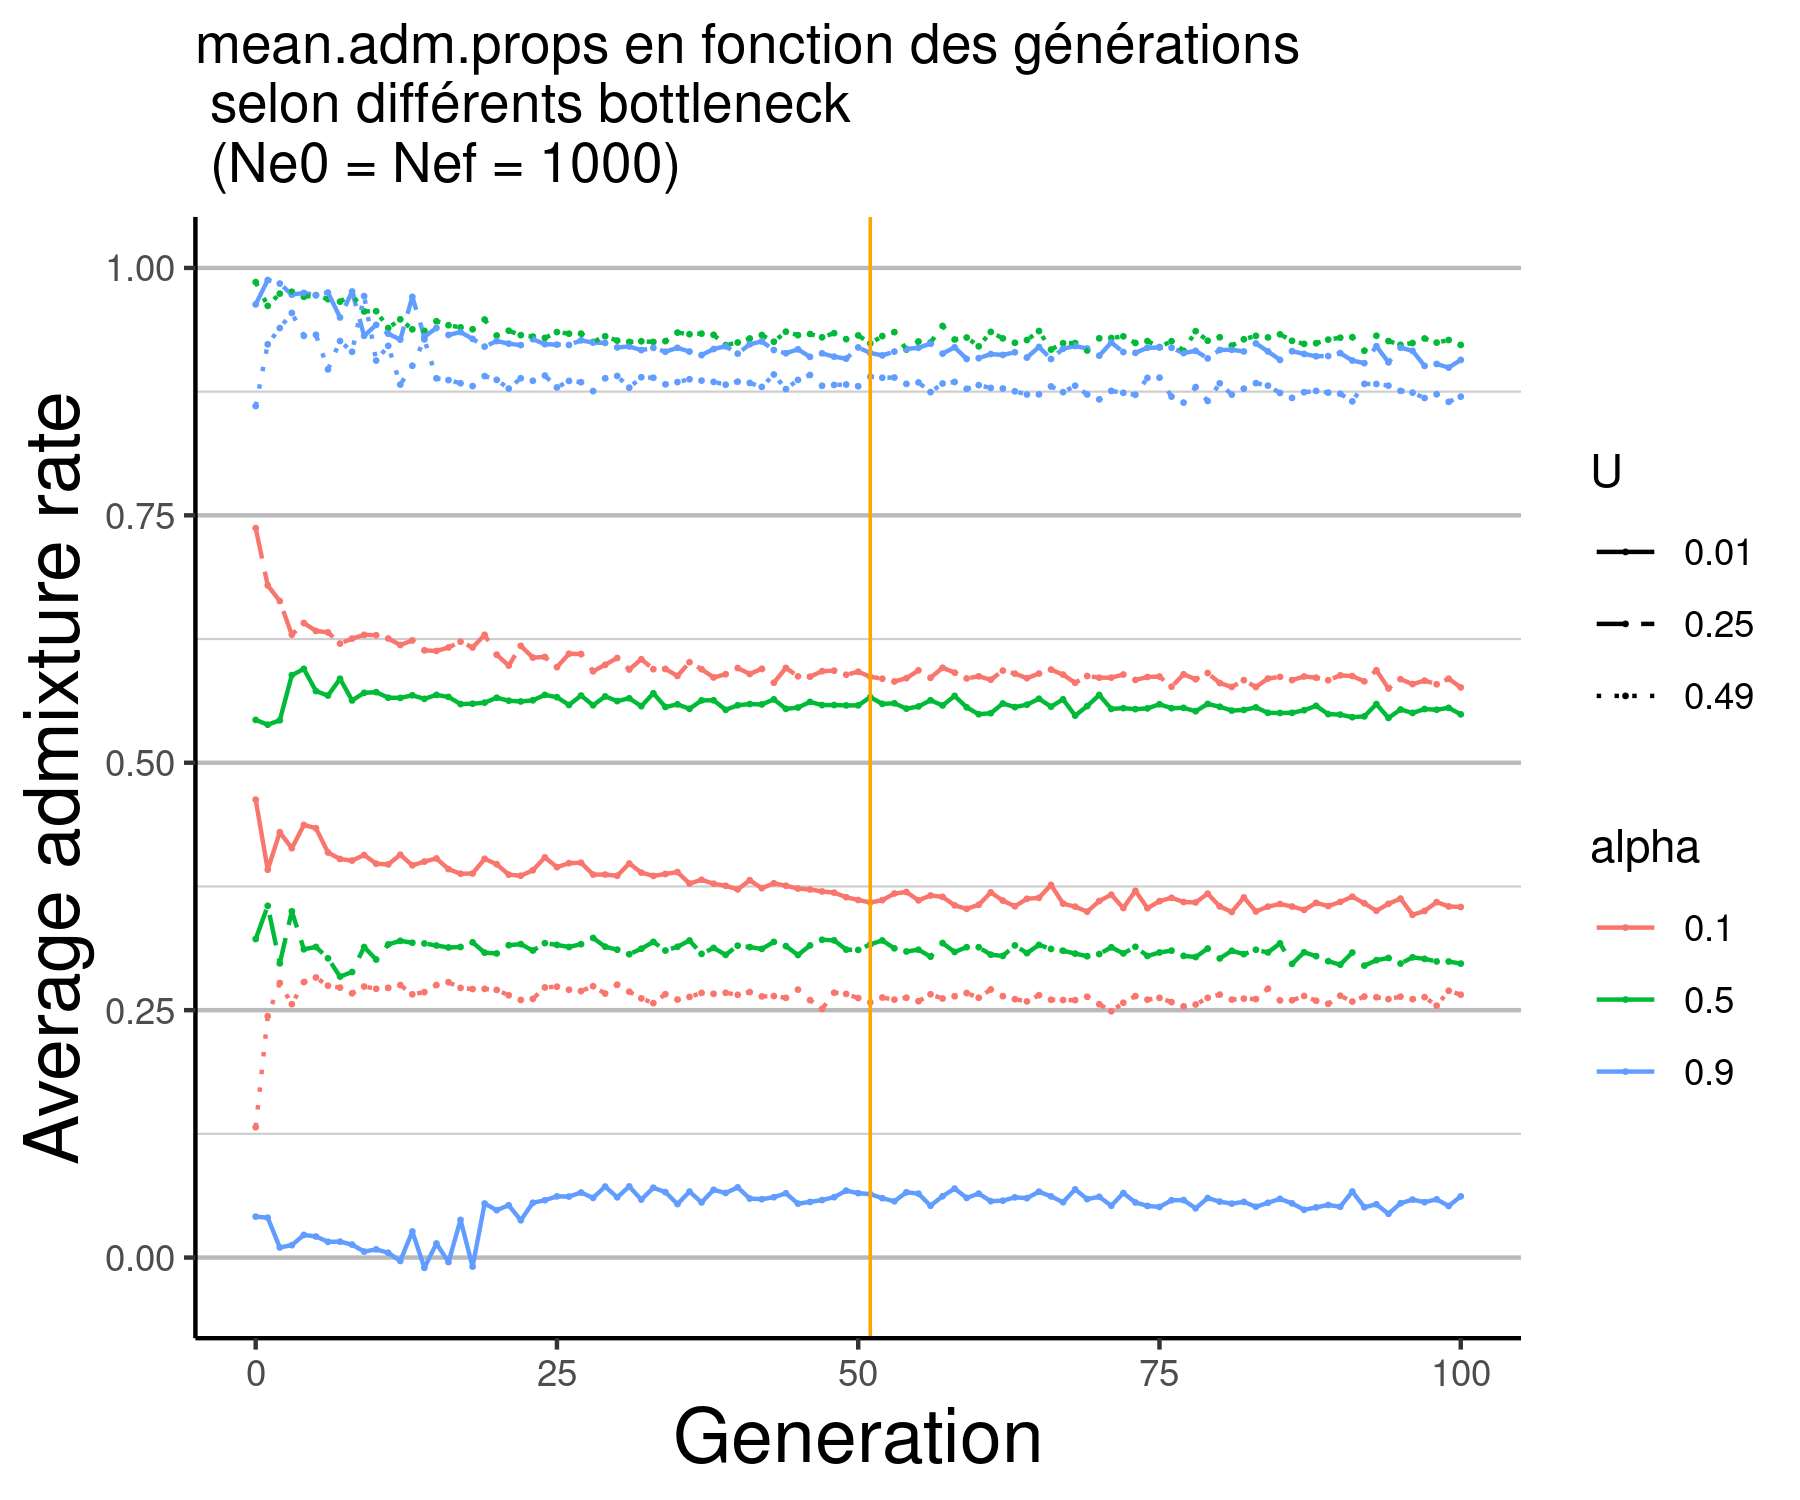 mean.adm.props en fonction des générations
selon différents bottleneck
(Ne0 = Nef = 1000)
Average admixture rate
1.00
0.75
0.50
0.25
0.00
0
25
50
75
100
Generation
U
0.01
0.25
0.49
alpha
0.1
0.5
0.9